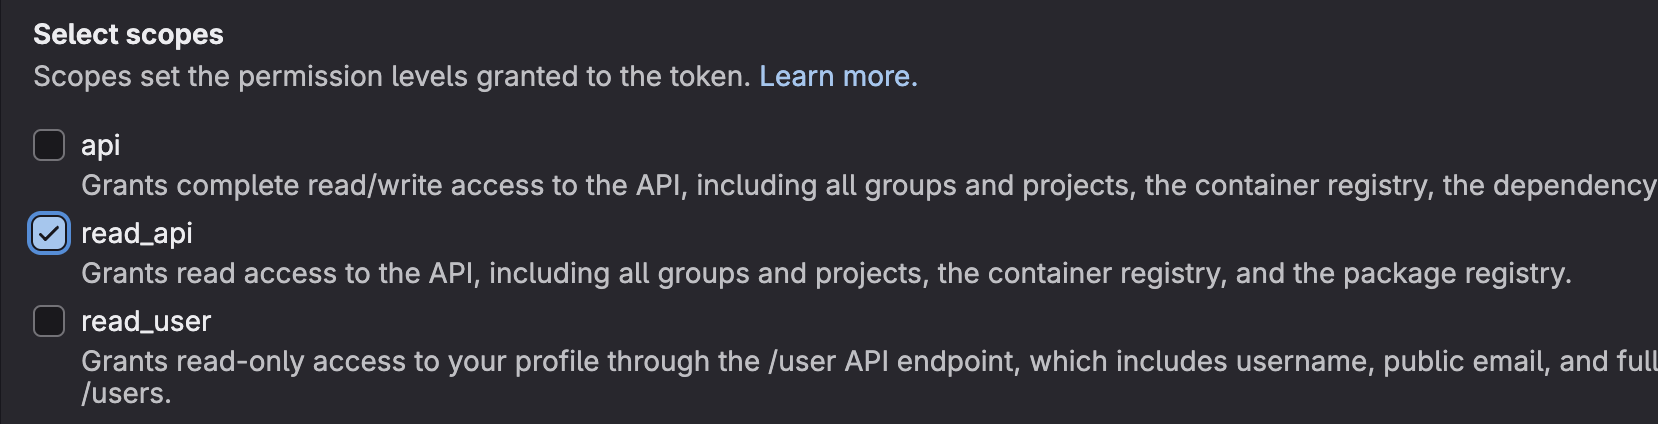 Select scopes
Scopes set the permission levels granted to the token. Learn more.
api
Grants complete read/write access to the API, including all groups and projects, the container registry, the dependency
read_api
Grants read access to the API, including all groups and projects, the container registry, and the package registry.
read_user
Grants read-only access to your profile through the /user API endpoint, which includes username, public email, and full
/users.